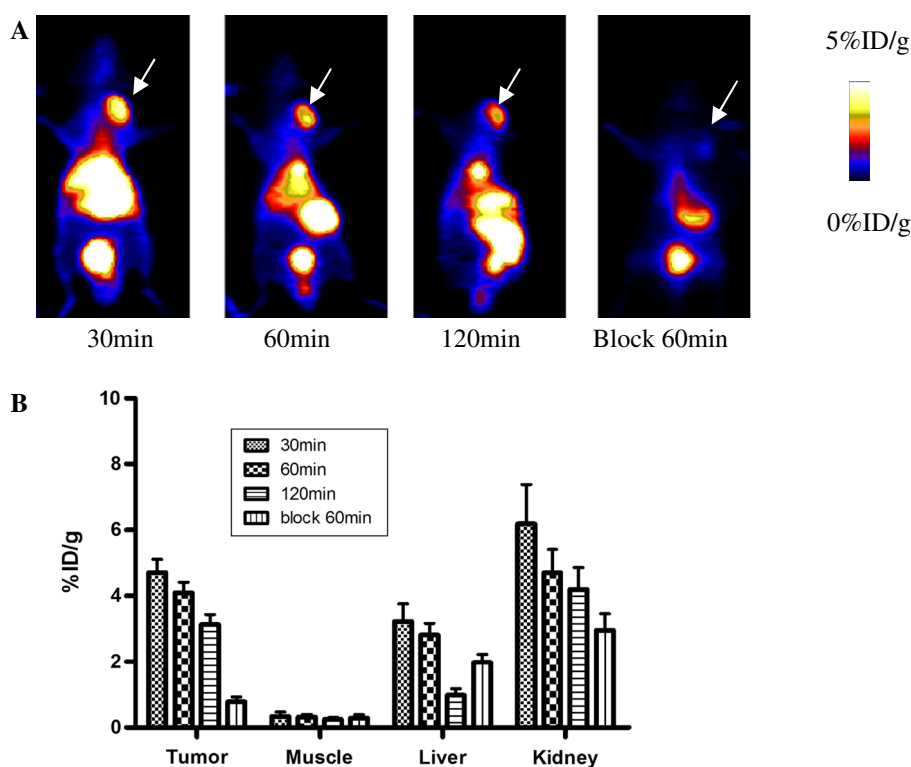 A
5%ID/g
0%ID/g
30min
60min
120min
Block 60min
B
10
8
6
4
2
0
%ID/g
30min
60min
120min
block 60min
Tumor
Muscle
Liver
Kidney